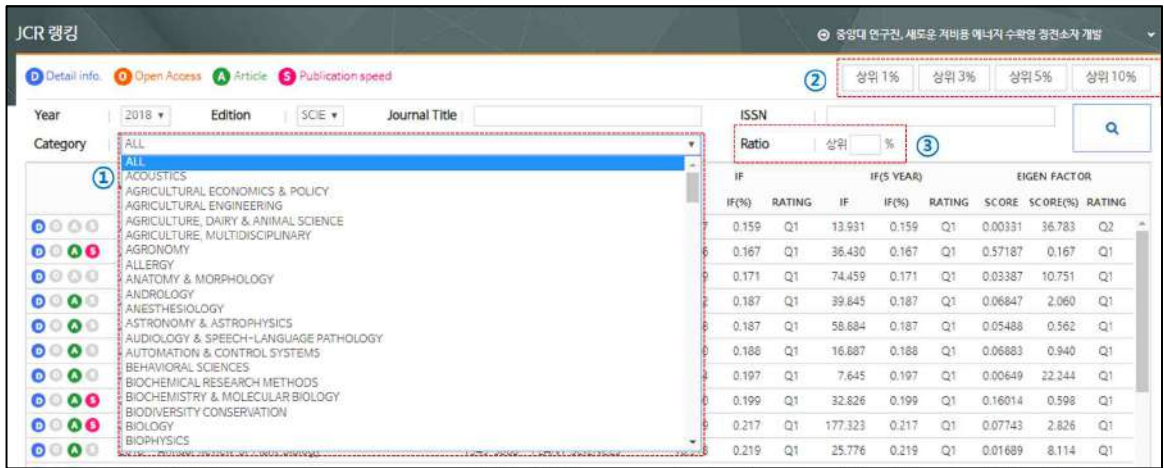 JCR 랭킹
중앙대 연구진, 새로운 저비용 에너지 수확형 정전소자 개발
D Detail info. O Open Access A Article S Publication speed
② 상위 1% 상위 3% 상위 5% 상위 10%
Year 2018 Edition SCIE Journal Title ISSN
Category ALL Ratio 상위 % ③
①
ALL
ACOUSTICS
AGRICULTURAL ECONOMICS & POLICY
AGRICULTURAL ENGINEERING
AGRICULTURE, DAIRY & ANIMAL SCIENCE
AGRICULTURE, MULTIDISCIPLINARY
AGRONOMY
ALLERGY
ANATOMY & MORPHOLOGY
ANDROLOGY
ANESTHESIOLOGY
ASTRONOMY & ASTROPHYSICS
AUDIOLOGY & SPEECH-LANGUAGE PATHOLOGY
AUTOMATION & CONTROL SYSTEMS
BEHAVIORAL SCIENCES
BIOCHEMICAL RESEARCH METHODS
BIOCHEMISTRY & MOLECULAR BIOLOGY
BIODIVERSITY CONSERVATION
BIOLOGY
BIOPHYSICS
IF IF(5 YEAR) EIGEN FACTOR
IF(%) RATING IF IF(%) RATING SCORE SCORE(%) RATING
D O A S 7 0.159 Q1 13.931 0.159 Q1 0.00331 36.783 Q2
D O A S 6 0.167 Q1 36.430 0.167 Q1 0.57187 0.167 Q1
D O A S 9 0.171 Q1 74.459 0.171 Q1 0.03387 10.751 Q1
D O A S 2 0.187 Q1 39.845 0.187 Q1 0.06847 2.060 Q1
D O A S 8 0.187 Q1 58.884 0.187 Q1 0.05488 0.562 Q1
D O A S 0 0.188 Q1 16.887 0.188 Q1 0.06883 0.940 Q1
D O A S 4 0.197 Q1 7.645 0.197 Q1 0.00649 22.244 Q1
D O A S 0 0.199 Q1 32.826 0.199 Q1 0.16014 0.598 Q1
D O A S 9 0.217 Q1 177.323 0.217 Q1 0.07743 2.826 Q1
D O A S 0.219 Q1 25.776 0.219 Q1 0.01689 8.114 Q1